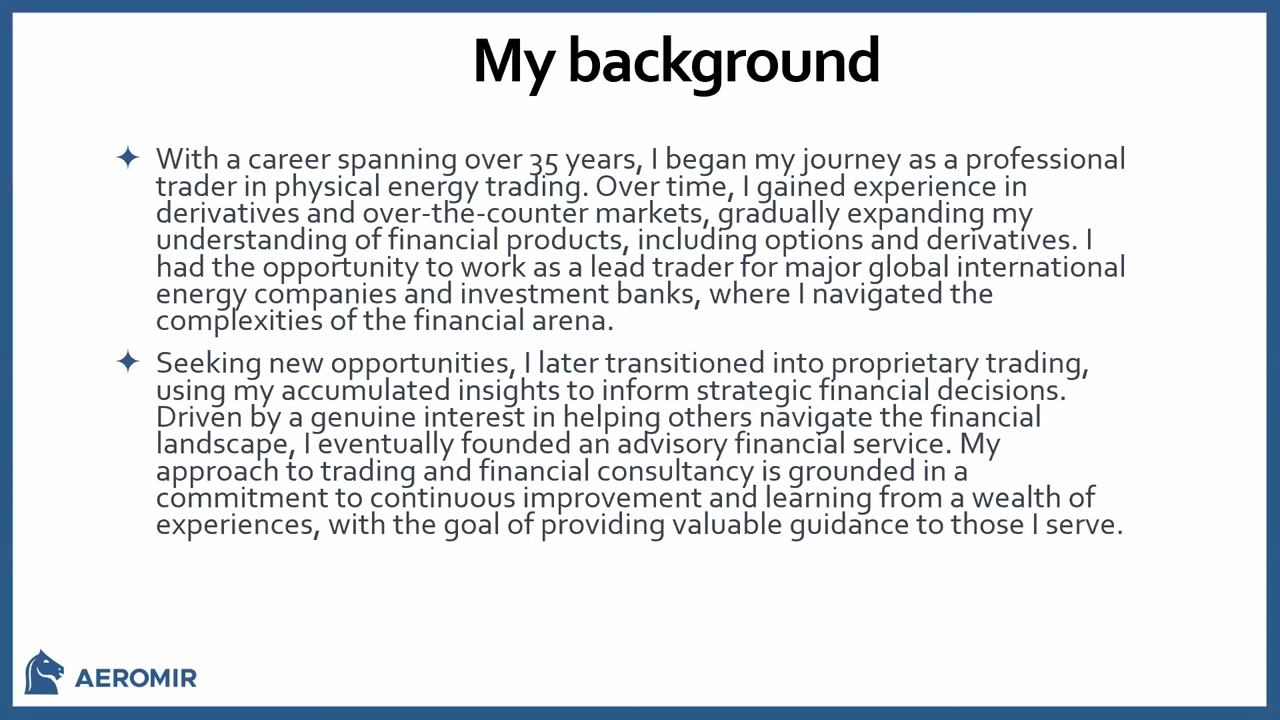 My background
With a career spanning over 35 years, I began my journey as a professional
trader in physical energy trading. Over time, I gained experience in
derivatives and over-the-counter markets, gradually expanding my
understanding of financial products, including options and derivatives. I
had the opportunity to work as a lead trader for major global international
energy companies and investment banks, where I navigated the
complexities of the financial arena.
Seeking new opportunities, I later transitioned into proprietary trading,
using my accumulated insights to inform strategic financial decisions.
Driven by a genuine interest in helping others navigate the financial
landscape, I eventually founded an advisory financial service. My
approach to trading and financial consultancy is grounded in a
commitment to continuous improvement and learning from a wealth of
experiences, with the goal of providing valuable guidance to those I serve.
AEROMIR